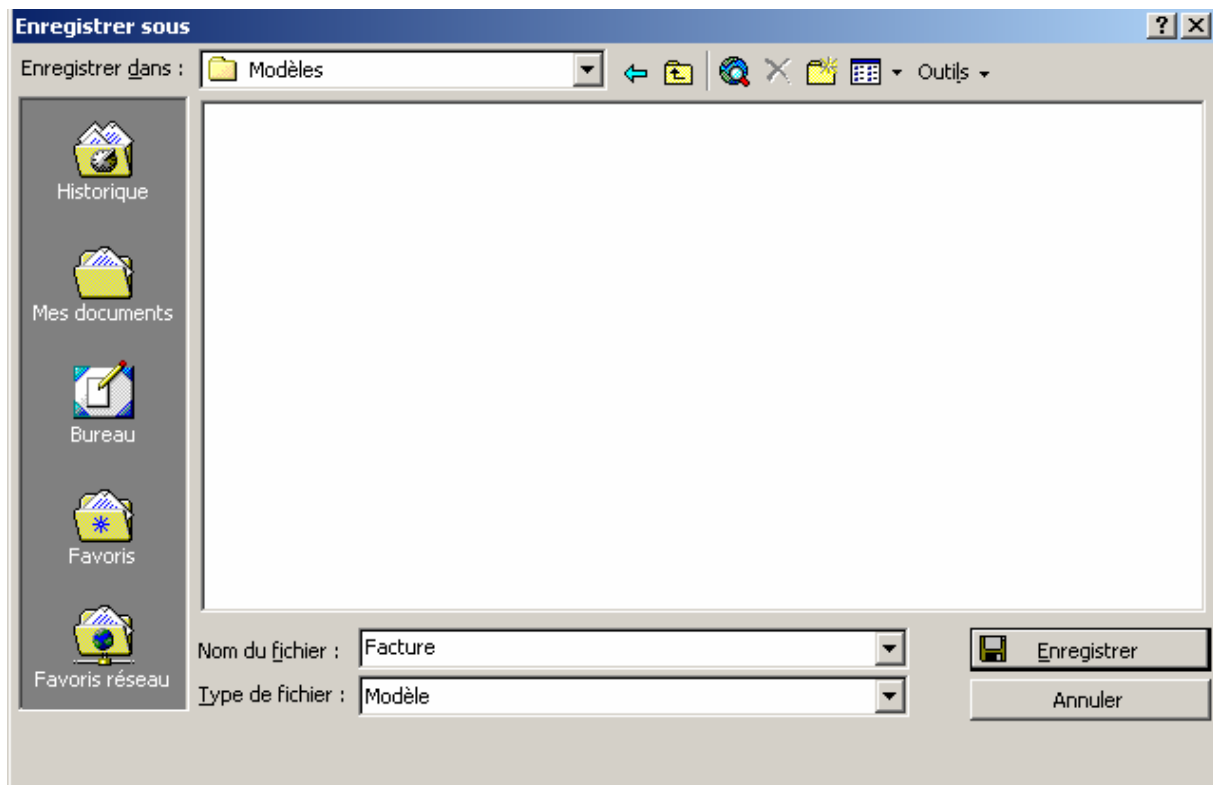 Enregistrer sous
Enregistrer dans : Modèles Outils
Historique
Mes documents
Bureau
Favoris
Favoris réseau
Nom du fichier : Facture Enregistrer
Type de fichier : Modèle Annuler